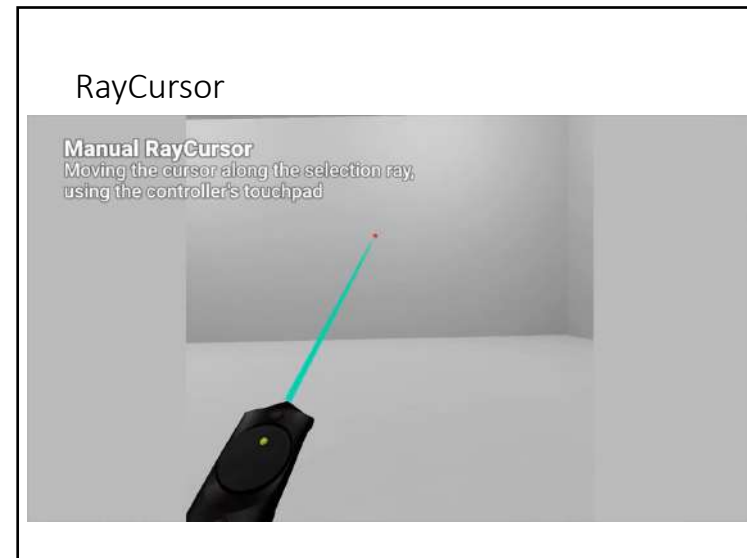 RayCursor
Manual RayCursor
Moving the cursor along the selection ray,
using the controller's touchpad